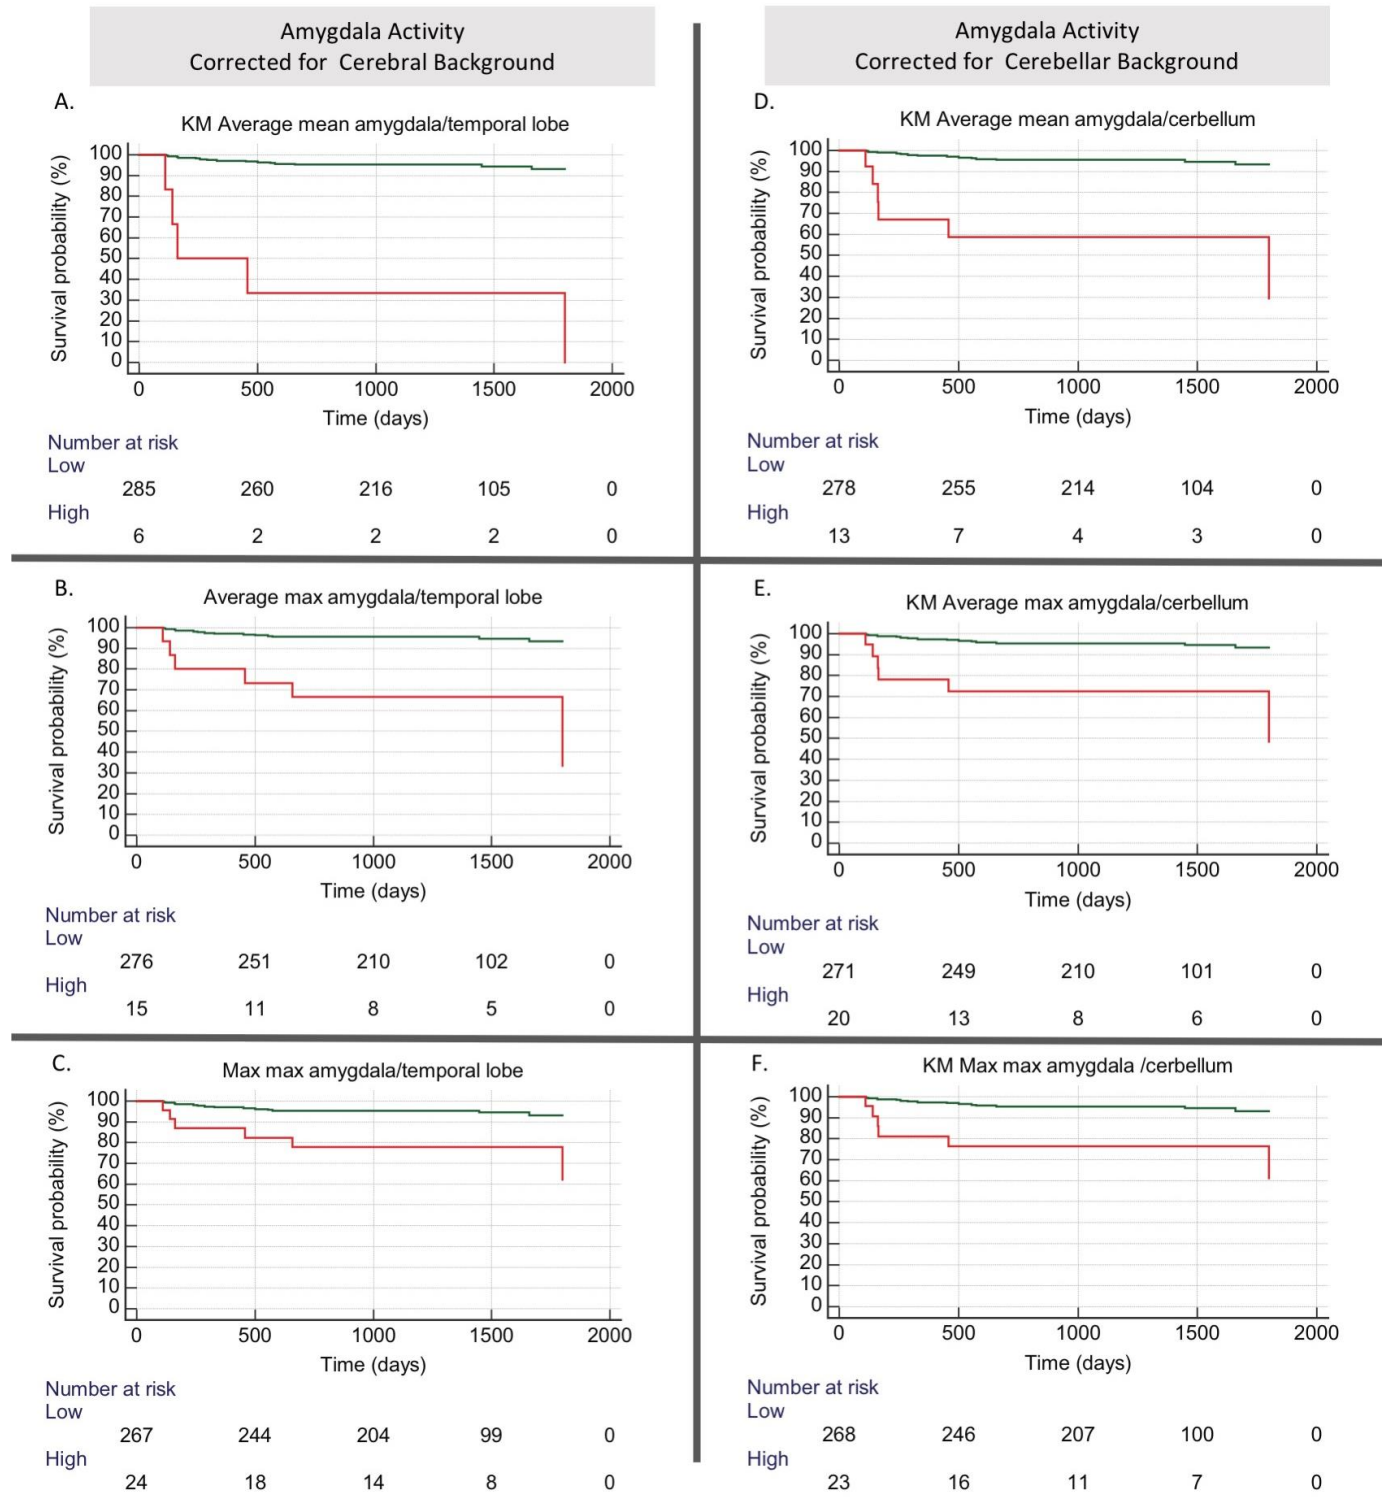 Amygdala Activity
Corrected for  Cerebral Background
A.
KM Average mean amygdala/temporal lobe
Survival probability (%)
100
90
80
70
60
50
40
30
20
10
0
0 500 1000 1500 2000
Time (days)
Number at risk
Low
285 260 216 105 0
High
6 2 2 2 0
B.
Average max amygdala/temporal lobe
Survival probability (%)
100
90
80
70
60
50
40
30
20
10
0
0 500 1000 1500 2000
Time (days)
Number at risk
Low
276 251 210 102 0
High
15 11 8 5 0
C.
Max max amygdala/temporal lobe
Survival probability (%)
100
90
80
70
60
50
40
30
20
10
0
0 500 1000 1500 2000
Time (days)
Number at risk
Low
267 244 204 99 0
High
24 18 14 8 0
Amygdala Activity
Corrected for  Cerebellar Background
D.
KM Average mean amygdala/cerbellum
Survival probability (%)
100
90
80
70
60
50
40
30
20
10
0
0 500 1000 1500 2000
Time (days)
Number at risk
Low
278 255 214 104 0
High
13 7 4 3 0
E.
KM Average max amygdala/cerbellum
Survival probability (%)
100
90
80
70
60
50
40
30
20
10
0
0 500 1000 1500 2000
Time (days)
Number at risk
Low
271 249 210 101 0
High
20 13 8 6 0
F.
KM Max max amygdala /cerbellum
Survival probability (%)
100
90
80
70
60
50
40
30
20
10
0
0 500 1000 1500 2000
Time (days)
Number at risk
Low
268 246 207 100 0
High
23 16 11 7 0